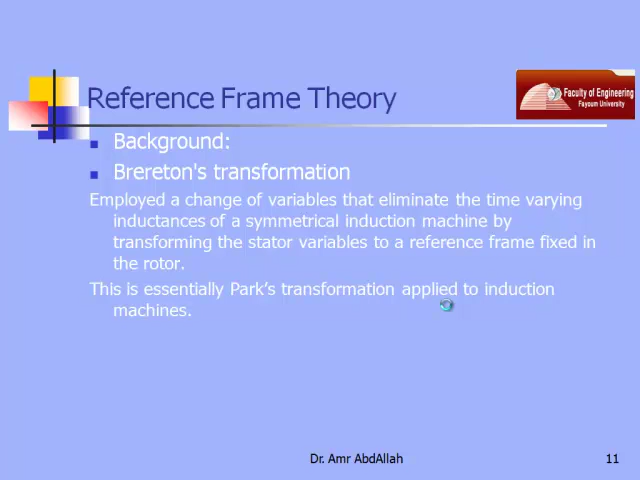 Reference Frame Theory
Faculty of Engineering
Fayoum University
Background:
Brereton's transformation
Employed a change of variables that eliminate the time varying
inductances of a symmetrical induction machine by
transforming the stator variables to a reference frame fixed in
the rotor.
This is essentially Park’s transformation applied to induction
machines.
Dr. Amr AbdAllah
11